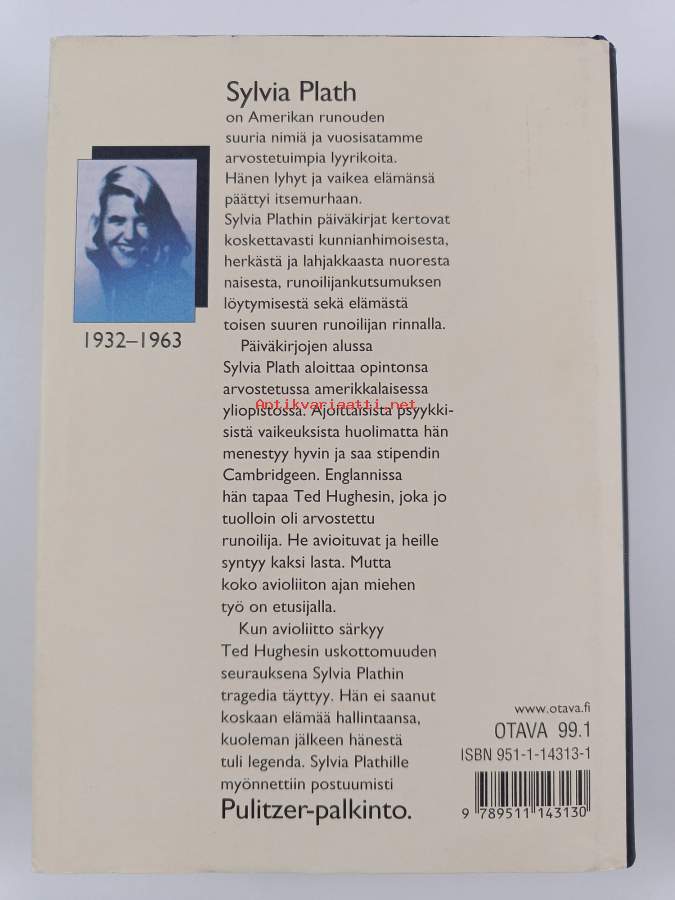 Sylvia Plath
on Amerikan runouden
suuria nimiä ja vuosisatamme
arvostetuimpia lyyrikoita.
Hänen lyhyt ja vaikea elämänsä
päättyi itsemurhaan.
Sylvia Plathin päiväkirjat kertovat
koskettavasti kunnianhimoisesta,
herkästä ja lahjakkaasta nuoresta
naisesta, runoilijankutsumuksen
löytymisestä sekä elämästä
toisen suuren runoilijan rinnalla.
1932–1963
Päiväkirjojen alussa
Sylvia Plath aloittaa opintonsa
arvostetussa amerikkalaisessa
Antikvariaatti.net
yliopistossa. Ajoittaisista psyykki-
sistä vaikeuksista huolimatta hän
menestyy hyvin ja saa stipendin
Cambridgeen. Englannissa
hän tapaa Ted Hughesin, joka jo
tuolloin oli arvostettu
runoilija. He avioituvat ja heille
syntyy kaksi lasta. Mutta
koko avioliiton ajan miehen
työ on etusijalla.
Kun avioliitto särkyy
Ted Hughesin uskottomuuden
seurauksena Sylvia Plathin
tragedia täyttyy. Hän ei saanut
koskaan elämää hallintaansa,
kuoleman jälkeen hänestä
tuli legenda. Sylvia Plathille
myönnettiin postuumisti
Pulitzer-palkinto.
www.otava.fi
OTAVA 99.1
ISBN 951-1-14313-1
9 789511 143130